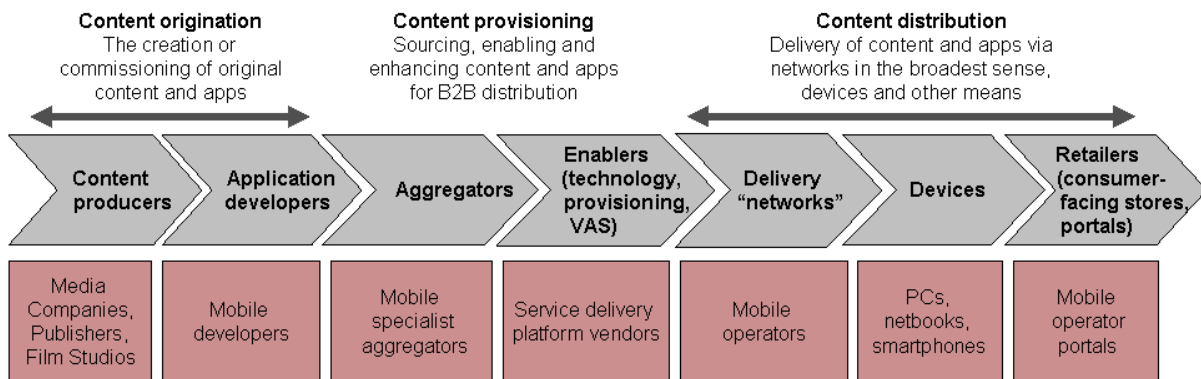 Content origination
The creation or
commissioning of original
content and apps
Content provisioning
Sourcing, enabling and
enhancing content and apps
for B2B distribution
Content distribution
Delivery of content and apps via
networks in the broadest sense,
devices and other means
Content
producers
Application
developers
Aggregators
Enablers
(technology,
provisioning,
VAS)
Delivery
“networks”
Devices
Retailers
(consumer-
facing stores,
portals)
Media
Companies,
Publishers,
Film Studios
Mobile
developers
Mobile
specialist
aggregators
Service delivery
platform vendors
Mobile
operators
PCs,
netbooks,
smartphones
Mobile
operator
portals